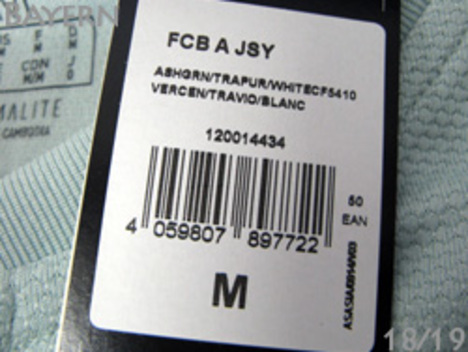 BAYERN
E D
M M
CON J
M/M O
MALITE
CAMBODIA
FCB A JSY
ASHGRN/TRAPUR/WHITECF5410
VERCEN/TRAVIO/BLANC
120014434
50
EAN
4 059807 897722
M
18/19